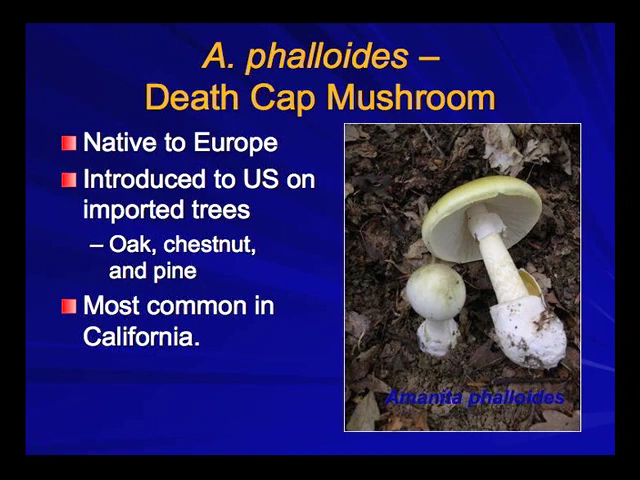 A. phalloides –
Death Cap Mushroom
Native to Europe
Introduced to US on
imported trees
– Oak, chestnut,
and pine
Most common in
California.
Amanita phalloides